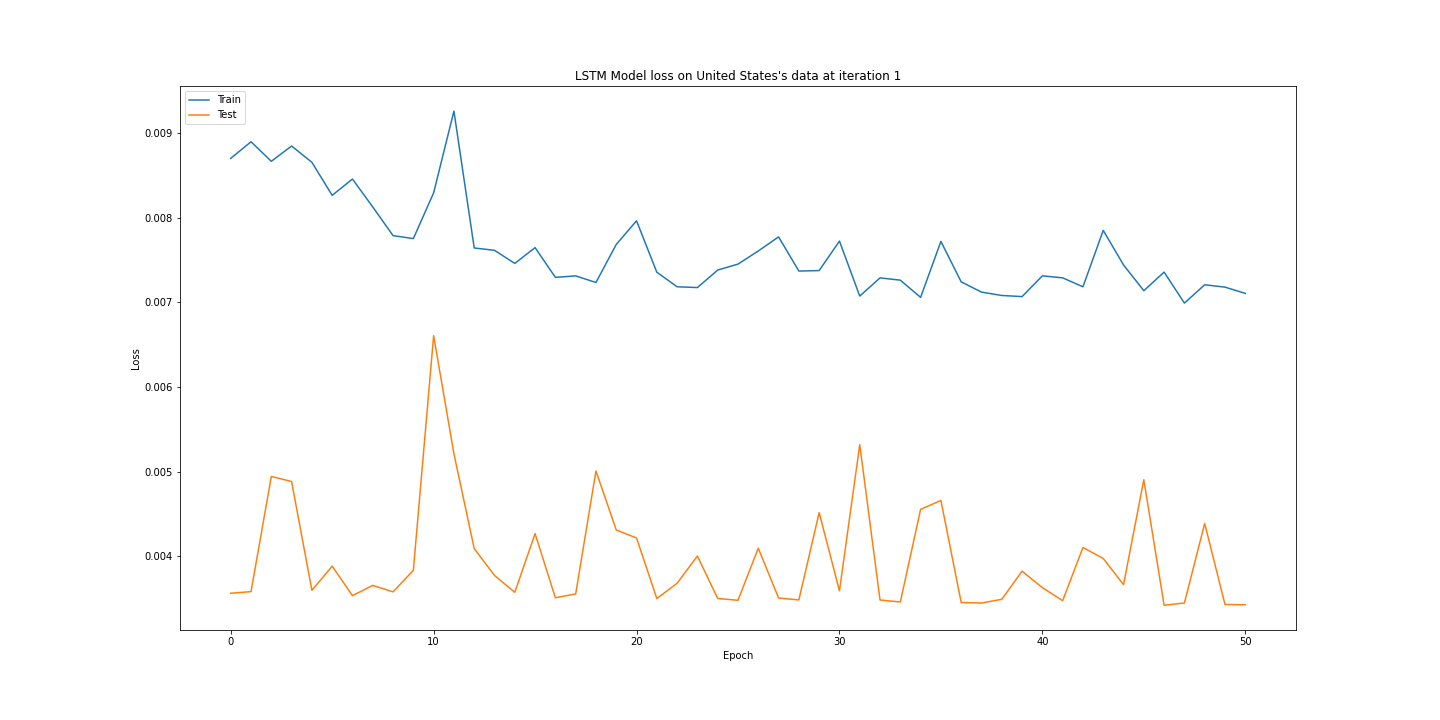 LSTM Model loss on United States's data at iteration 1
Train
Test
0.009
0.008
0.007
0.006
0.005
0.004
Loss
0 10 20 30 40 50
Epoch